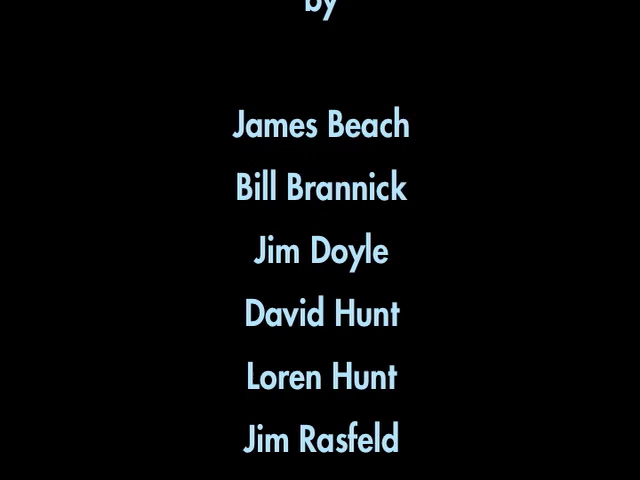 by
James Beach
Bill Brannick
Jim Doyle
David Hunt
Loren Hunt
Jim Rasfeld